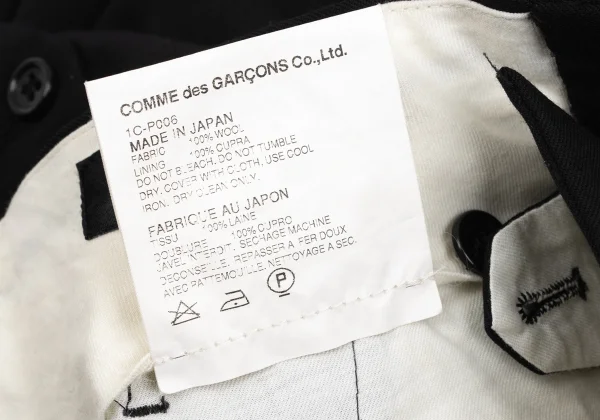 COMME des GARÇONS Co.,Ltd.
1C-P006
MADE IN JAPAN
FABRIC 100% WOOL
LINING 100% CUPRA
DO NOT BLEACH. DO NOT TUMBLE
DRY. COVER WITH CLOTH, USE COOL
IRON. DRY CLEAN ONLY.
FABRIQUE AU JAPON
TISSU 100% LAINE
DOUBLURE 100% CUPRO
JAVEL INTERDIT. SECHAGE MACHINE
DECONSEILLE. REPASSER A FER DOUX
AVEC PATTEMOUILLE. NETTOYAGE A SEC.
P